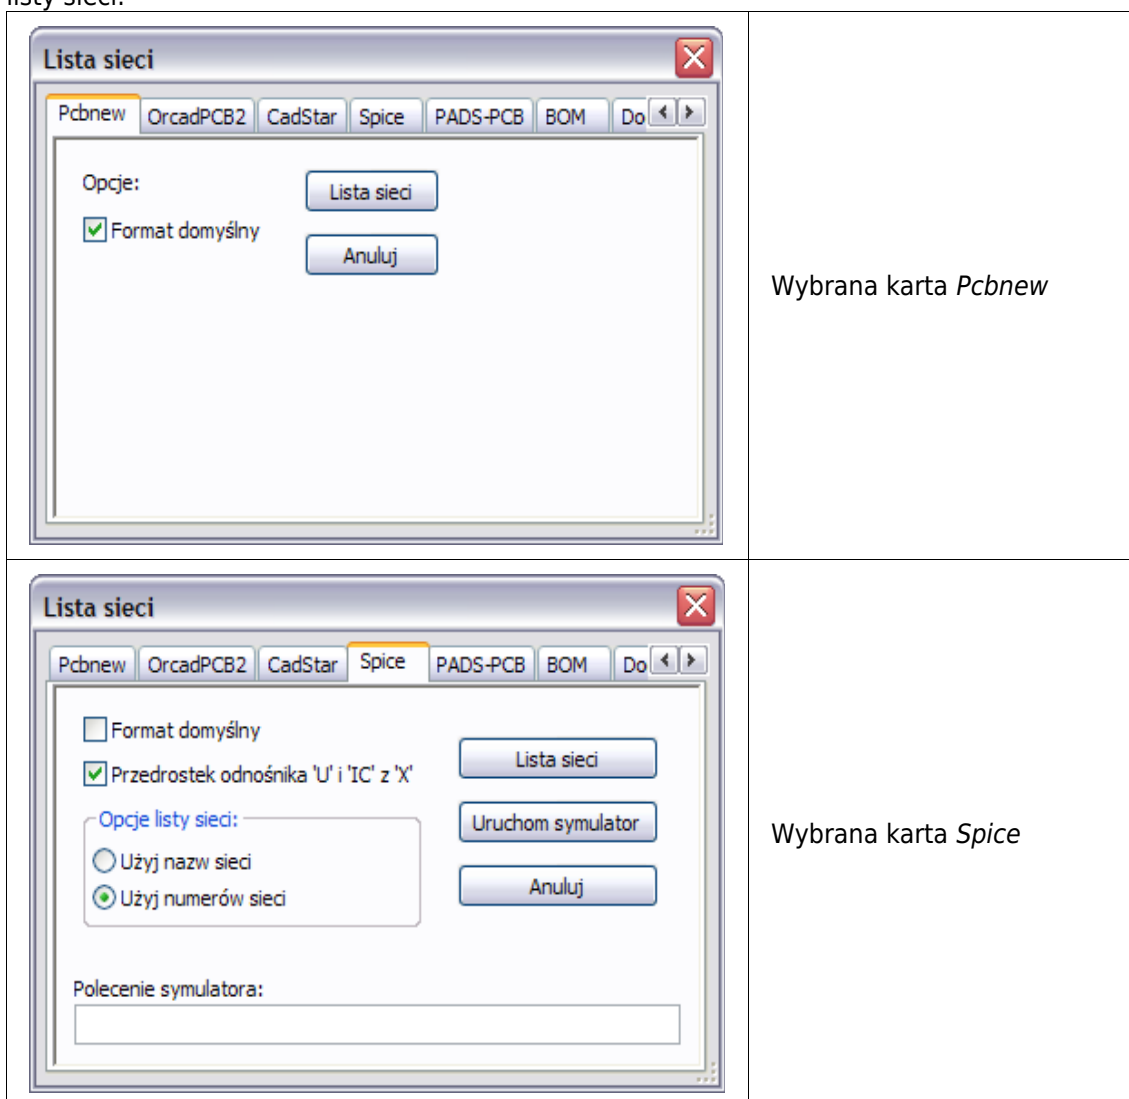 listy sieci.
Lista sieci
Pcbnew OrcadPCB2 CadStar Spice PADS-PCB BOM Do
Opcje:
Lista sieci
Format domyślny
Anuluj
Wybrana karta Pcbnew
Lista sieci
Pcbnew OrcadPCB2 CadStar Spice PADS-PCB BOM Do
Format domyślny
Przedrostek odnośnika 'U' i 'IC' z 'X'
Opcje listy sieci:
Użyj nazw sieci
Użyj numerów sieci
Lista sieci
Uruchom symulator
Anuluj
Polecenie symulatora:
Wybrana karta Spice